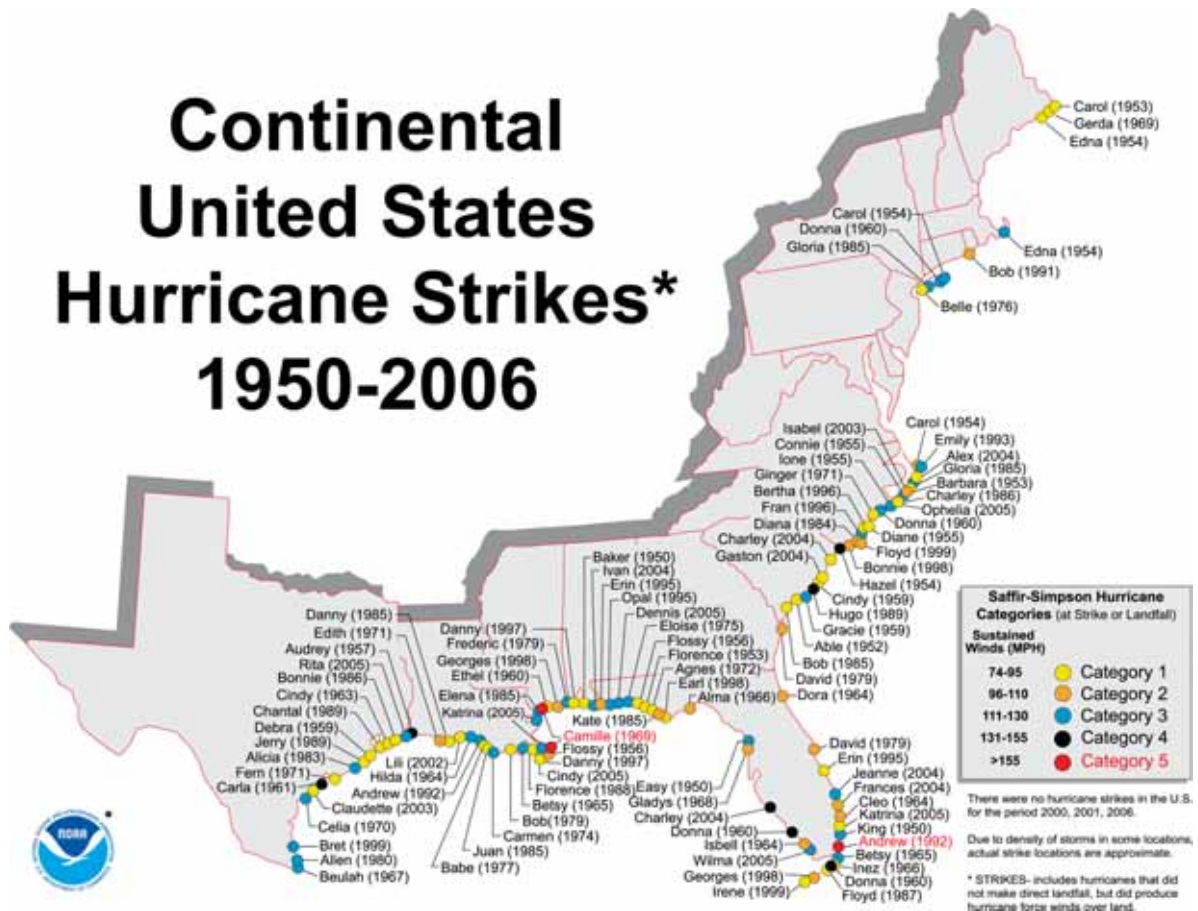 Continental
United States
Hurricane Strikes*
1950-2006
Carol (1953)
Gerda (1969)
Edna (1954)
Carol (1954)
Donna (1960)
Gloria (1985)
Edna (1954)
Bob (1991)
Belle (1976)
Isabel (2003)
Connie (1955)
Ione (1955)
Ginger (1971)
Bertha (1996)
Fran (1996)
Diana (1984)
Charley (2004)
Gaston (2004)
Carol (1954)
Emily (1993)
Alex (2004)
Gloria (1985)
Barbara (1953)
Charley (1986)
Ophelia (2005)
Donna (1960)
Diane (1955)
Floyd (1999)
Bonnie (1998)
Hazel (1954)
Cindy (1959)
Hugo (1989)
Gracie (1959)
Able (1952)
Bob (1985)
David (1979)
Dora (1964)
Baker (1950)
Ivan (2004)
Erin (1995)
Opal (1995)
Dennis (2005)
Eloise (1975)
Flossy (1956)
Florence (1953)
Agnes (1972)
Earl (1998)
Alma (1966)
Danny (1997)
Frederic (1979)
Georges (1998)
Ethel (1960)
Elena (1985)
Katrina (2005)
Kate (1985)
Camille (1969)
Flossy (1956)
Danny (1997)
Cindy (2005)
Florence (1988)
Betsy (1965)
Bob(1979)
Carmen (1974)
Juan (1985)
Babe (1977)
Lili (2002)
Hilda (1964)
Andrew (1992)
Danny (1985)
Edith (1971)
Audrey (1957)
Rita (2005)
Bonnie (1986)
Cindy (1963)
Chantal (1989)
Debra (1959)
Jerry (1989)
Alicia (1983)
Fern (1971)
Carla (1961)
Claudette (2003)
Celia (1970)
Bret (1999)
Allen (1980)
Beulah (1967)
Easy (1950)
Gladys (1968)
Charley (2004)
Donna (1960)
Isbell (1964)
Wilma (2005)
Georges (1998)
Irene (1999)
David (1979)
Erin (1995)
Jeanne (2004)
Frances (2004)
Cleo (1964)
Katrina (2005)
King (1950)
Andrew (1992)
Betsy (1965)
Inez (1966)
Donna (1960)
Floyd (1987)
Saffir-Simpson Hurricane
Categories (at Strike or Landfall)
Sustained
Winds (MPH)
74-95 Category 1
96-110 Category 2
111-130 Category 3
131-155 Category 4
>155 Category 5
There were no hurricane strikes in the U.S.
for the period 2000, 2001, 2006.
Due to density of storms in some locations,
actual strike locations are approximate.
* STRIKES- includes hurricanes that did
not make direct landfall, but did produce
hurricane force winds over land.
NOAA